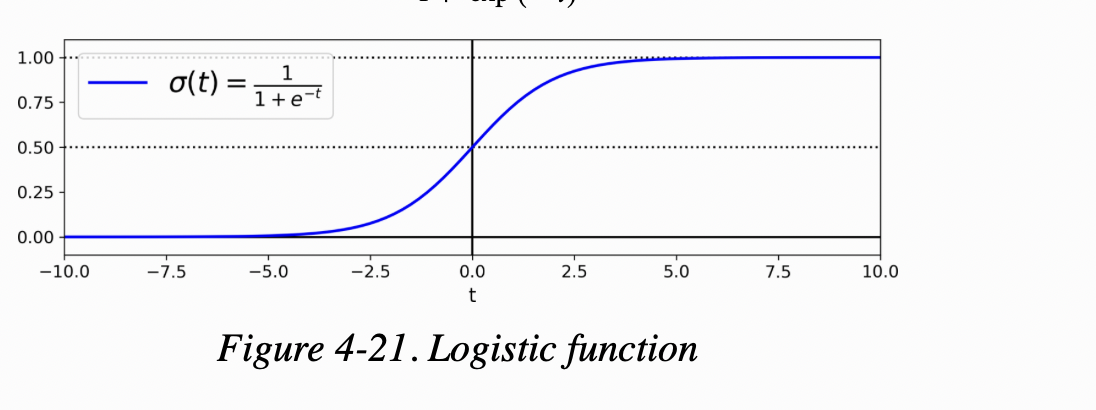 1.00
σ(t) = 1 / (1 + e^−t)
0.75
0.50
0.25
0.00
−10.0 −7.5 −5.0 −2.5 0.0 2.5 5.0 7.5 10.0
t
Figure 4-21. Logistic function